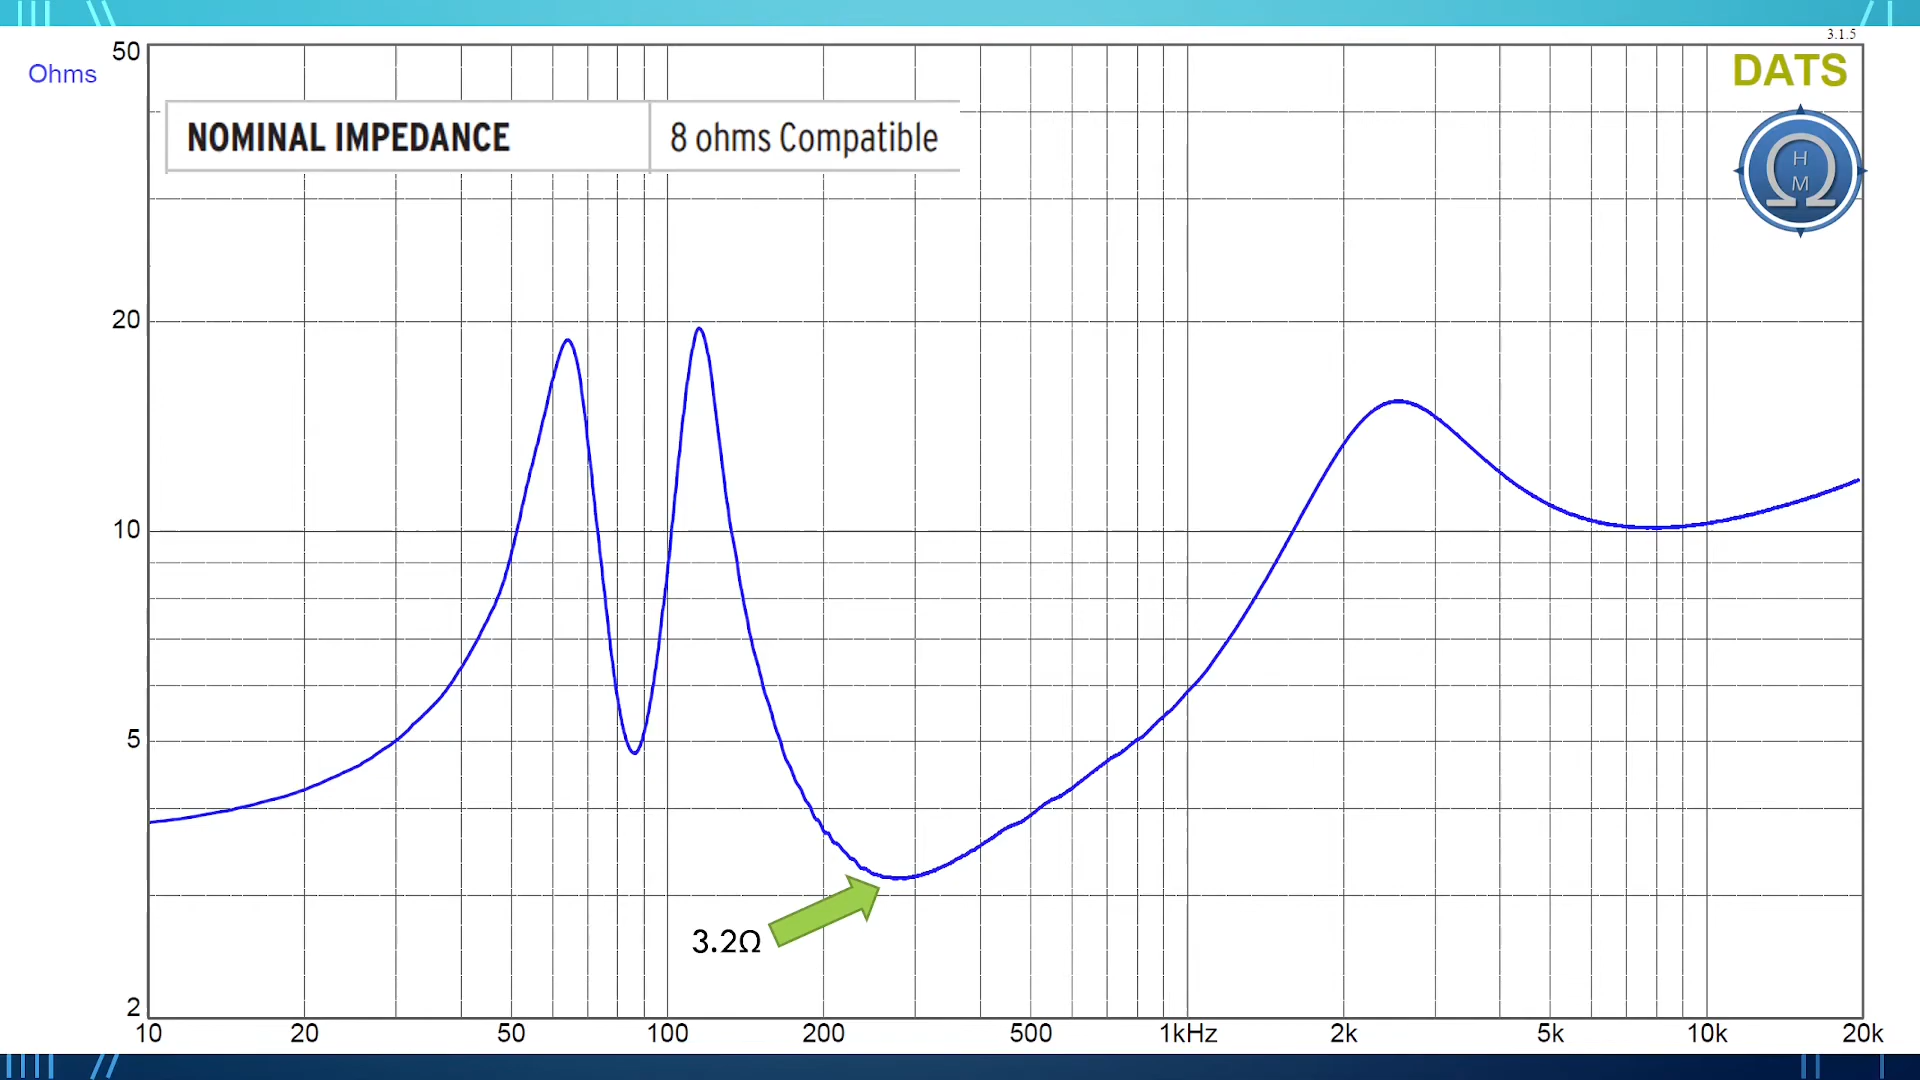 3.1.5
50
Ohms
DATS
NOMINAL IMPEDANCE 8 ohms Compatible
H
M
20
10
5
3.2Ω
2
10 20 50 100 200 500 1kHz 2k 5k 10k 20k